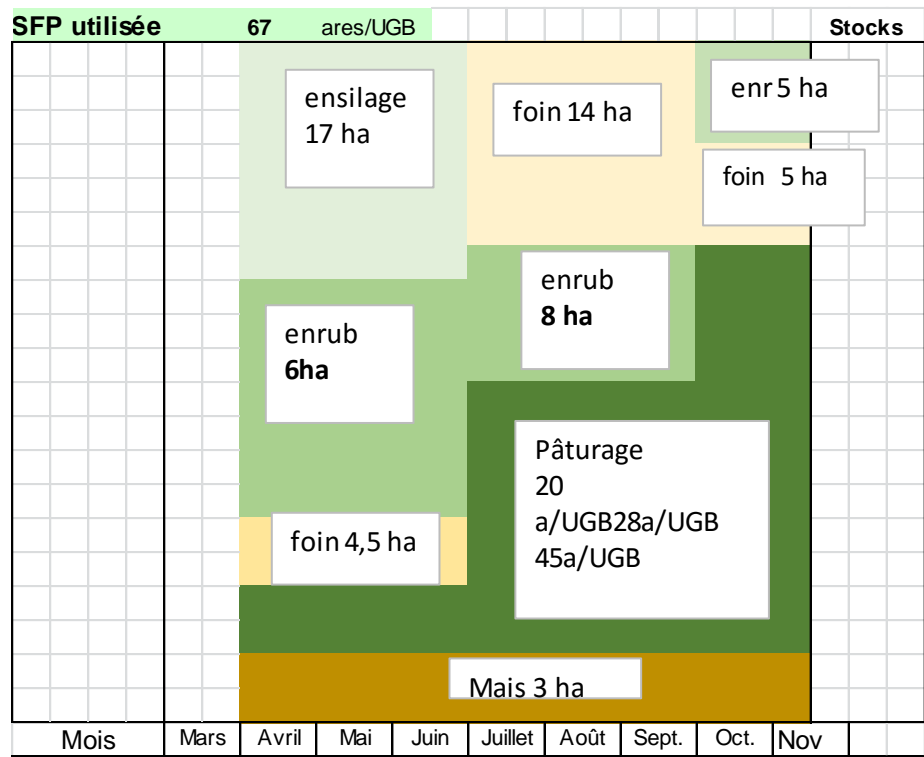 SFP utilisée 67 ares/UGB Stocks
ensilage
17 ha
foin 14 ha
enr 5 ha
foin 5 ha
enrub
8 ha
enrub
6ha
Pâturage
20
a/UGB28a/UGB
45a/UGB
foin 4,5 ha
Mais 3 ha
Mois Mars Avril Mai Juin Juillet Août Sept. Oct. Nov